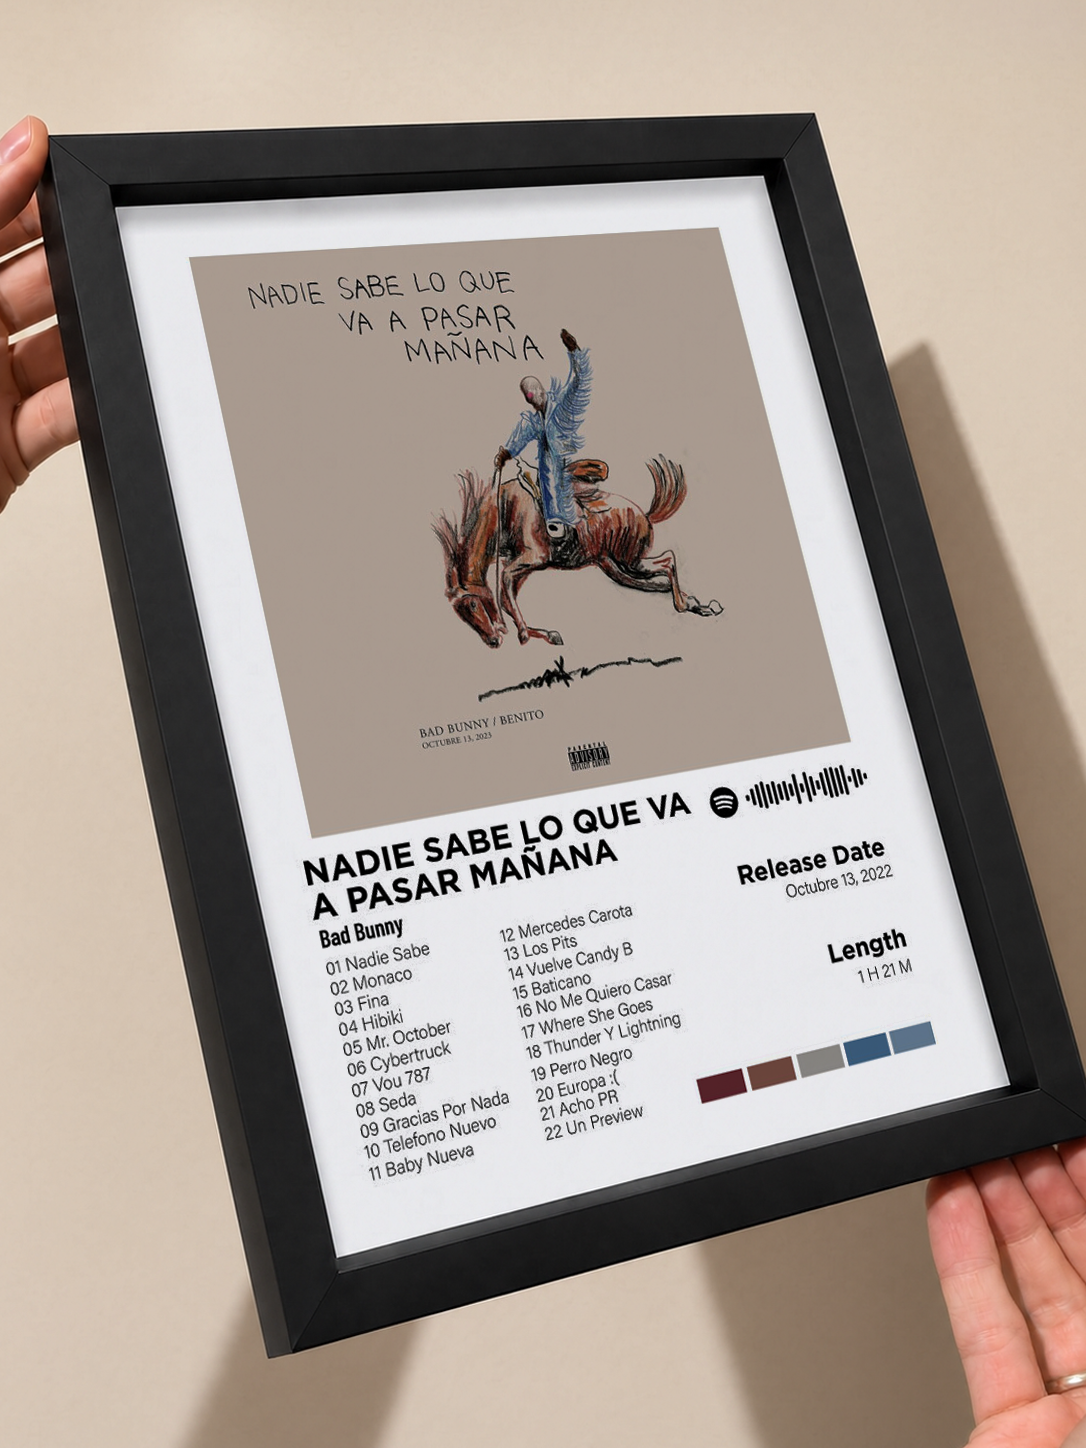 NADIE SABE LO QUE
VA A PASAR
MAÑANA
BAD BUNNY / BENITO
OCTUBRE 13, 2023
PARENTAL
ADVISORY
EXPLICIT CONTENT
NADIE SABE LO QUE VA
A PASAR MAÑANA
Bad Bunny
01 Nadie Sabe
02 Monaco
03 Fina
04 Hibiki
05 Mr. October
06 Cybertruck
07 Vou 787
08 Seda
09 Gracias Por Nada
10 Telefono Nuevo
11 Baby Nueva
12 Mercedes Carota
13 Los Pits
14 Vuelve Candy B
15 Baticano
16 No Me Quiero Casar
17 Where She Goes
18 Thunder Y Lightning
19 Perro Negro
20 Europa :(
21 Acho PR
22 Un Preview
Release Date
Octubre 13, 2022
Length
1 H 21 M